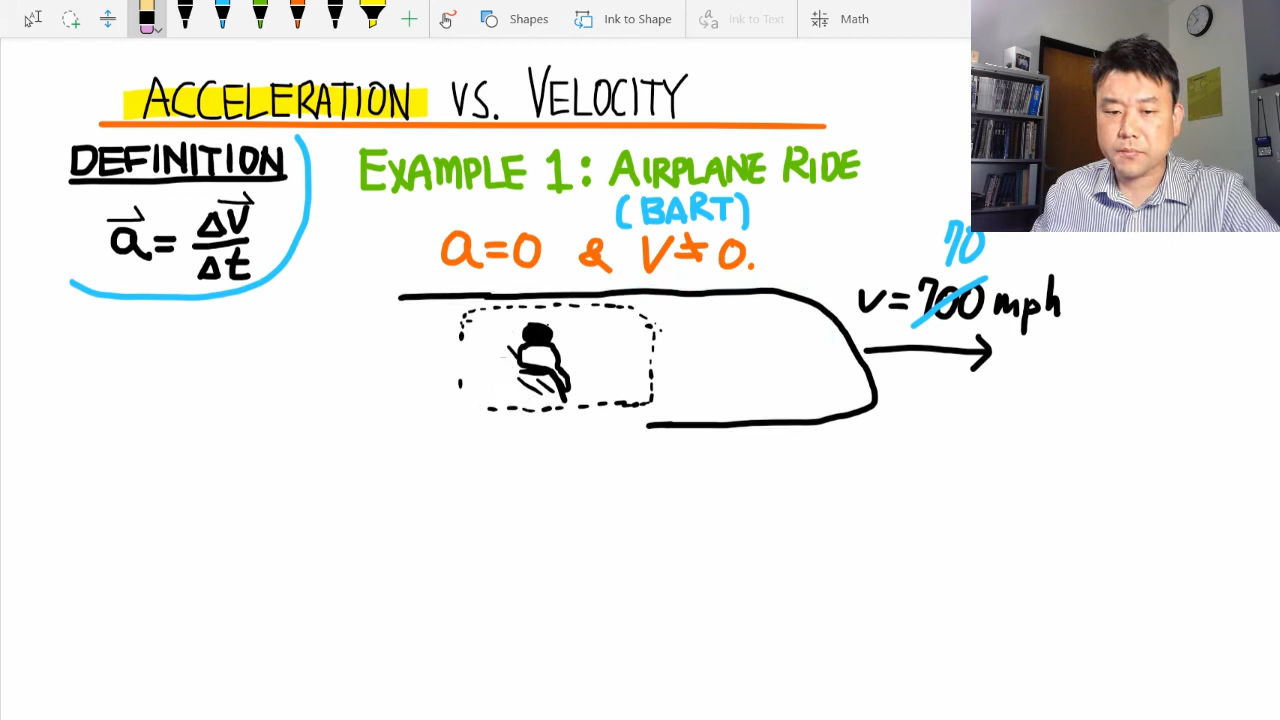 Shapes Ink to Shape Ink to Text Math
ACCELERATION VS. VELOCITY
DEFINITION
a = Δv/Δt
EXAMPLE 1: AIRPLANE RIDE
(BART)
a=0 & V≠0.
70
v=700 mph